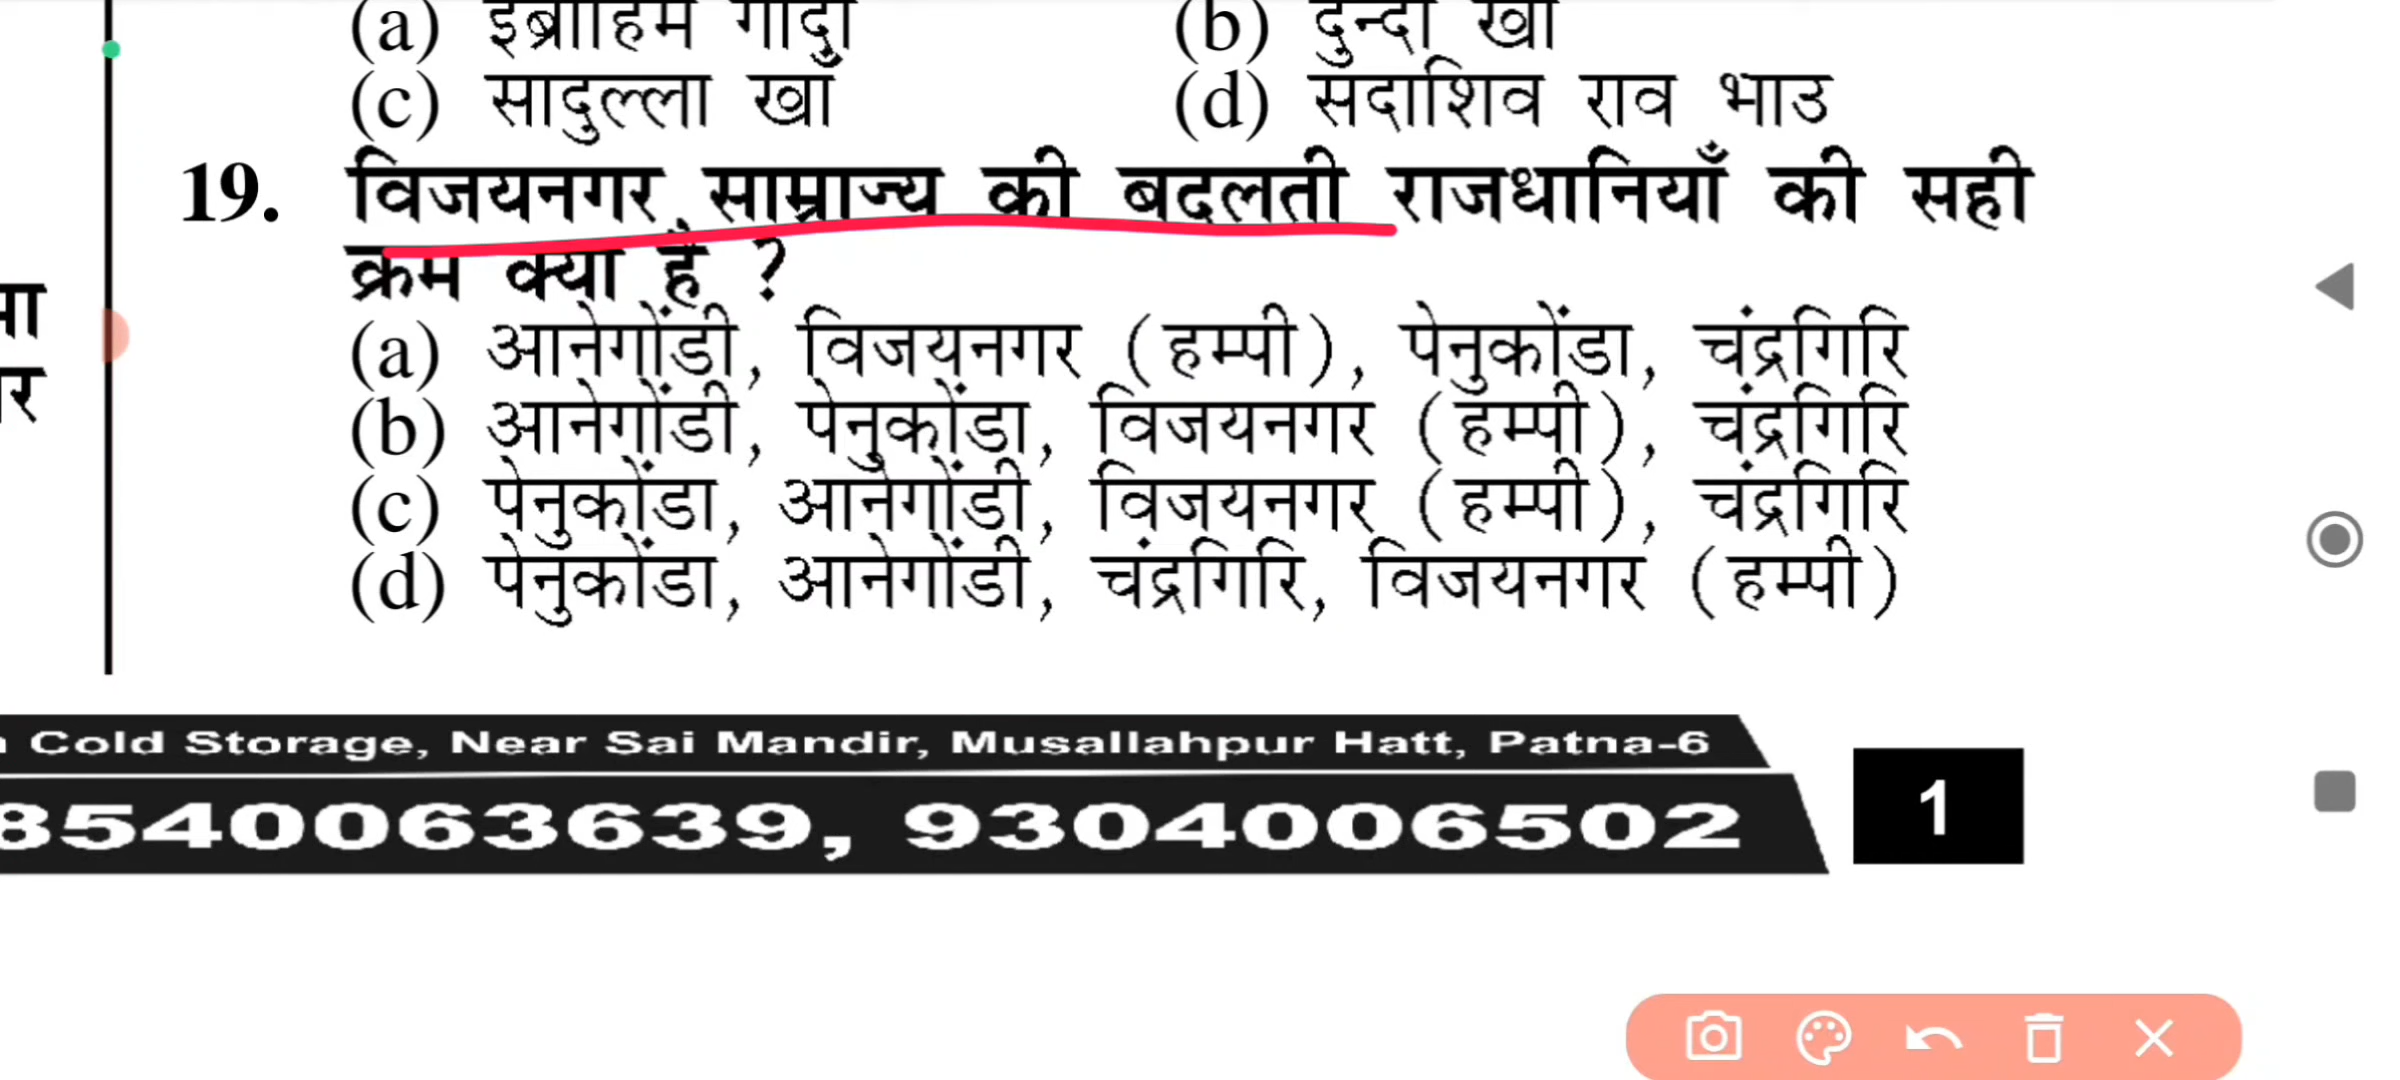 (a) इब्राहिम गार्दी (b) दुन्दी खाँ
(c) सादुल्ला खाँ (d) सदाशिव राव भाउ
19. विजयनगर साम्राज्य की बदलती राजधानियाँ की सही
क्रम क्या है ?
(a) आनेगोंडी, विजयनगर (हम्पी), पेनुकोंडा, चंद्रगिरि
(b) आनेगोंडी, पेनुकोंडा, विजयनगर (हम्पी), चंद्रगिरि
(c) पेनुकोंडा, आनेगोंडी, विजयनगर (हम्पी), चंद्रगिरि
(d) पेनुकोंडा, आनेगोंडी, चंद्रगिरि, विजयनगर (हम्पी)
Cold Storage, Near Sai Mandir, Musallahpur Hatt, Patna-6
8540063639, 9304006502
1